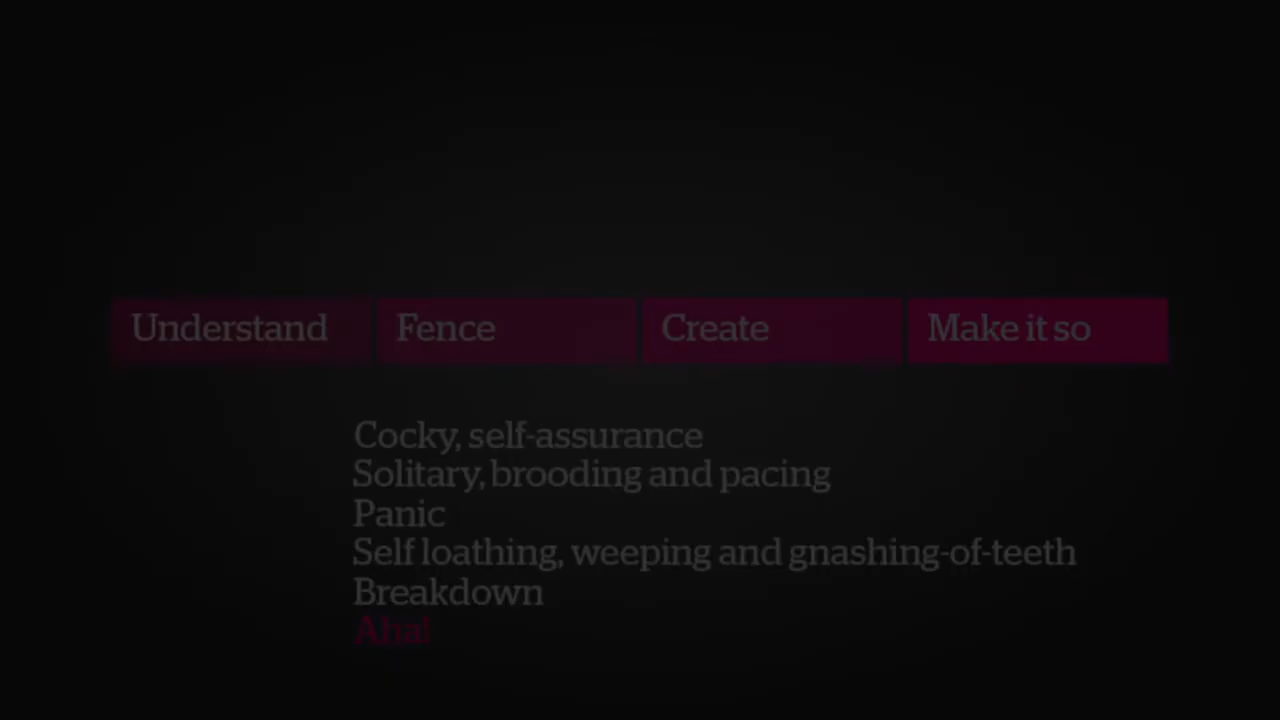 Understand Fence Create Make it so
Cocky, self-assurance
Solitary, brooding and pacing
Panic
Self loathing, weeping and gnashing-of-teeth
Breakdown
Aha!